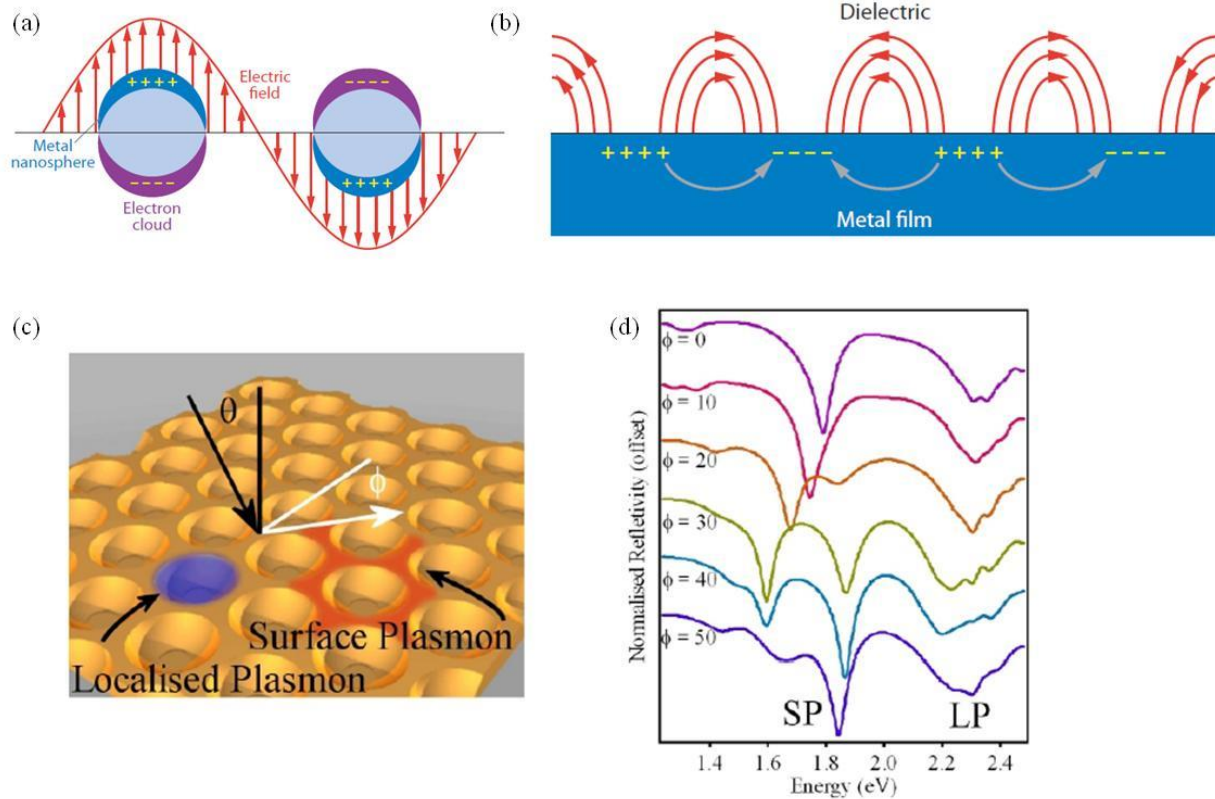 (a)
+ + + +
– – – –
Electric
field
Metal
nanosphere
– – – –
+ + + +
Electron
cloud
(b)
Dielectric
+ + + +
– – – –
+ + + +
– – – –
Metal film
(c)
θ
ϕ
Surface Plasmon
Localised Plasmon
(d)
Normalised Refletivity (offset)
ϕ = 0
ϕ = 10
ϕ = 20
ϕ = 30
ϕ = 40
ϕ = 50
SP
LP
1.4 1.6 1.8 2.0 2.2 2.4
Energy (eV)